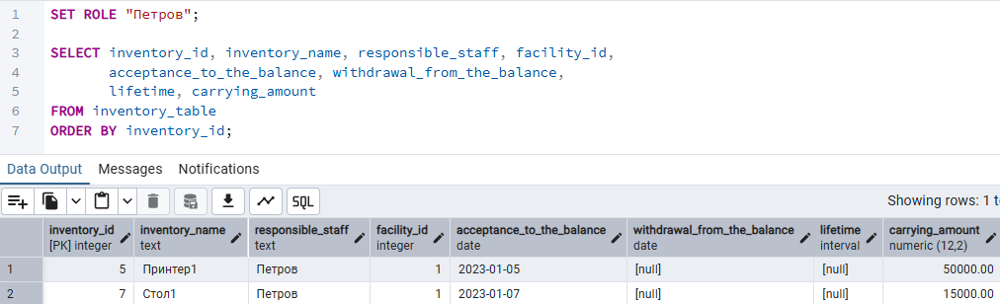 1 SET ROLE "Петров";
2
3 SELECT inventory_id, inventory_name, responsible_staff, facility_id,
4 acceptance_to_the_balance, withdrawal_from_the_balance,
5 lifetime, carrying_amount
6 FROM inventory_table
7 ORDER BY inventory_id;
Data Output Messages Notifications
SQL Showing rows: 1
inventory_id inventory_name responsible_staff facility_id acceptance_to_the_balance withdrawal_from_the_balance lifetime carrying_amount
[PK] integer text text integer date date interval numeric (12,2)
1 5 Принтер1 Петров 1 2023-01-05 [null] [null] 50000.00
2 7 Стол1 Петров 1 2023-01-07 [null] [null] 15000.00